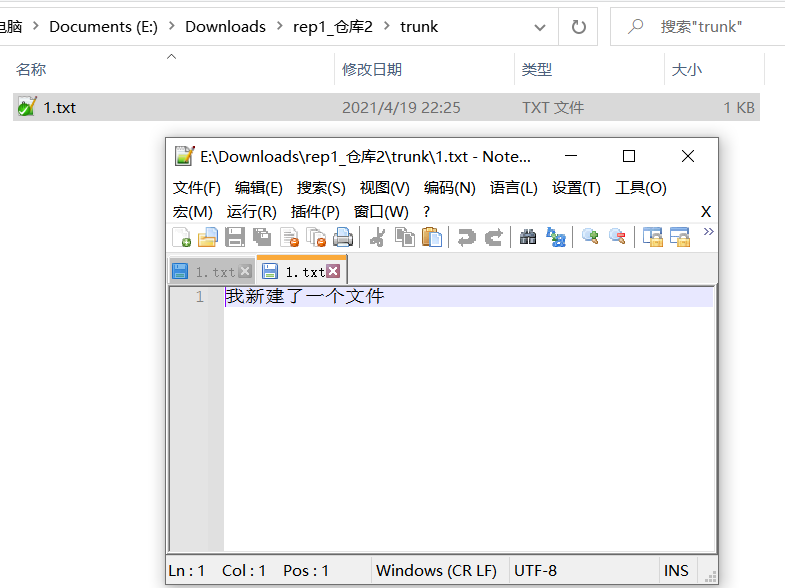 电脑 > Documents (E:) > Downloads > rep1_仓库2 > trunk
搜索"trunk"
名称 修改日期 类型 大小
1.txt 2021/4/19 22:25 TXT 文件 1 KB
E:\Downloads\rep1_仓库2\trunk\1.txt - Note...
文件(F) 编辑(E) 搜索(S) 视图(V) 编码(N) 语言(L) 设置(T) 工具(O)
宏(M) 运行(R) 插件(P) 窗口(W) ? X
1.txt 1.txt
1 我新建了一个文件
Ln : 1 Col : 1 Pos : 1 Windows (CR LF) UTF-8 INS